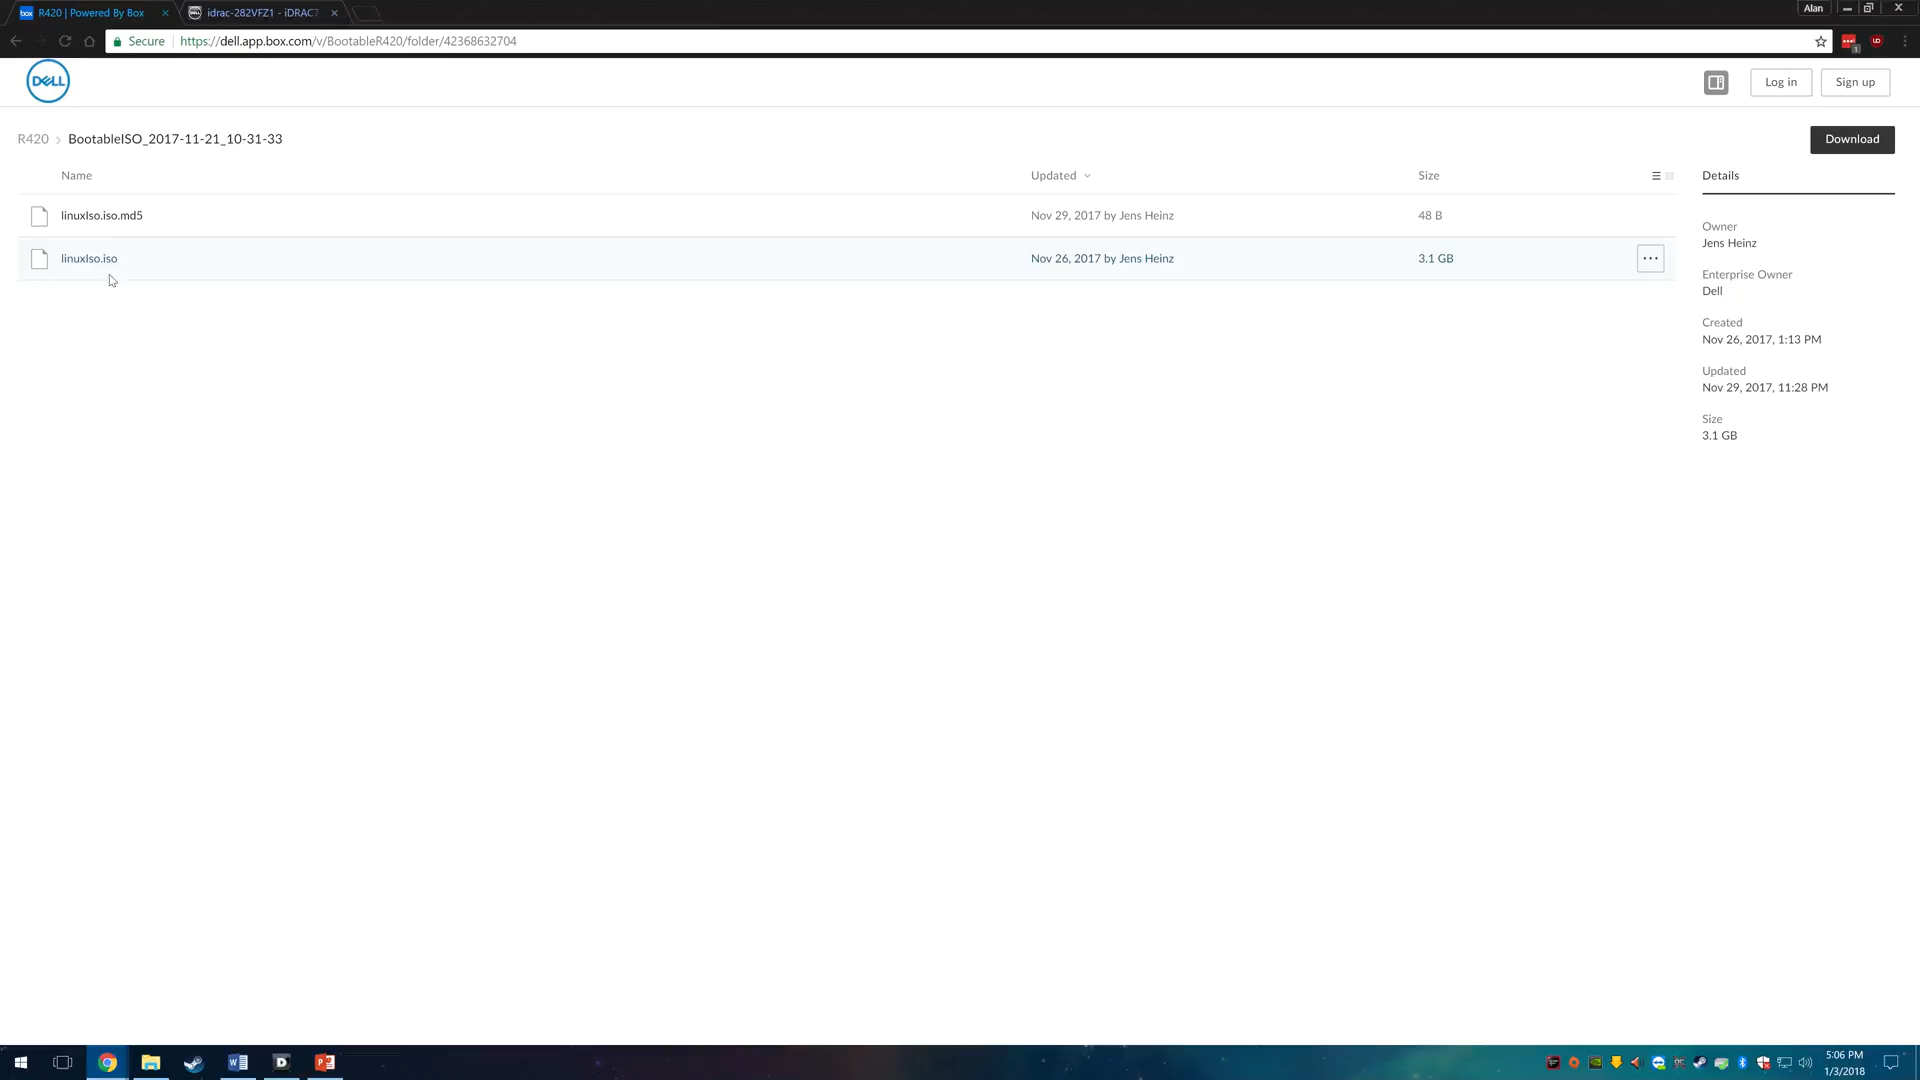 box R420 | Powered By Box
idrac-282VFZ1 - iDRAC7
Alan
Secure https://dell.app.box.com/v/BootableR420/folder/42368632704
1
DELL
Log in
Sign up
R420 > BootableISO_2017-11-21_10-31-33
Download
Name Updated Size
Details
linuxIso.iso.md5 Nov 29, 2017 by Jens Heinz 48 B
linuxIso.iso Nov 26, 2017 by Jens Heinz 3.1 GB
Owner
Jens Heinz
Enterprise Owner
Dell
Created
Nov 26, 2017, 1:13 PM
Updated
Nov 29, 2017, 11:28 PM
Size
3.1 GB
5:06 PM
1/3/2018